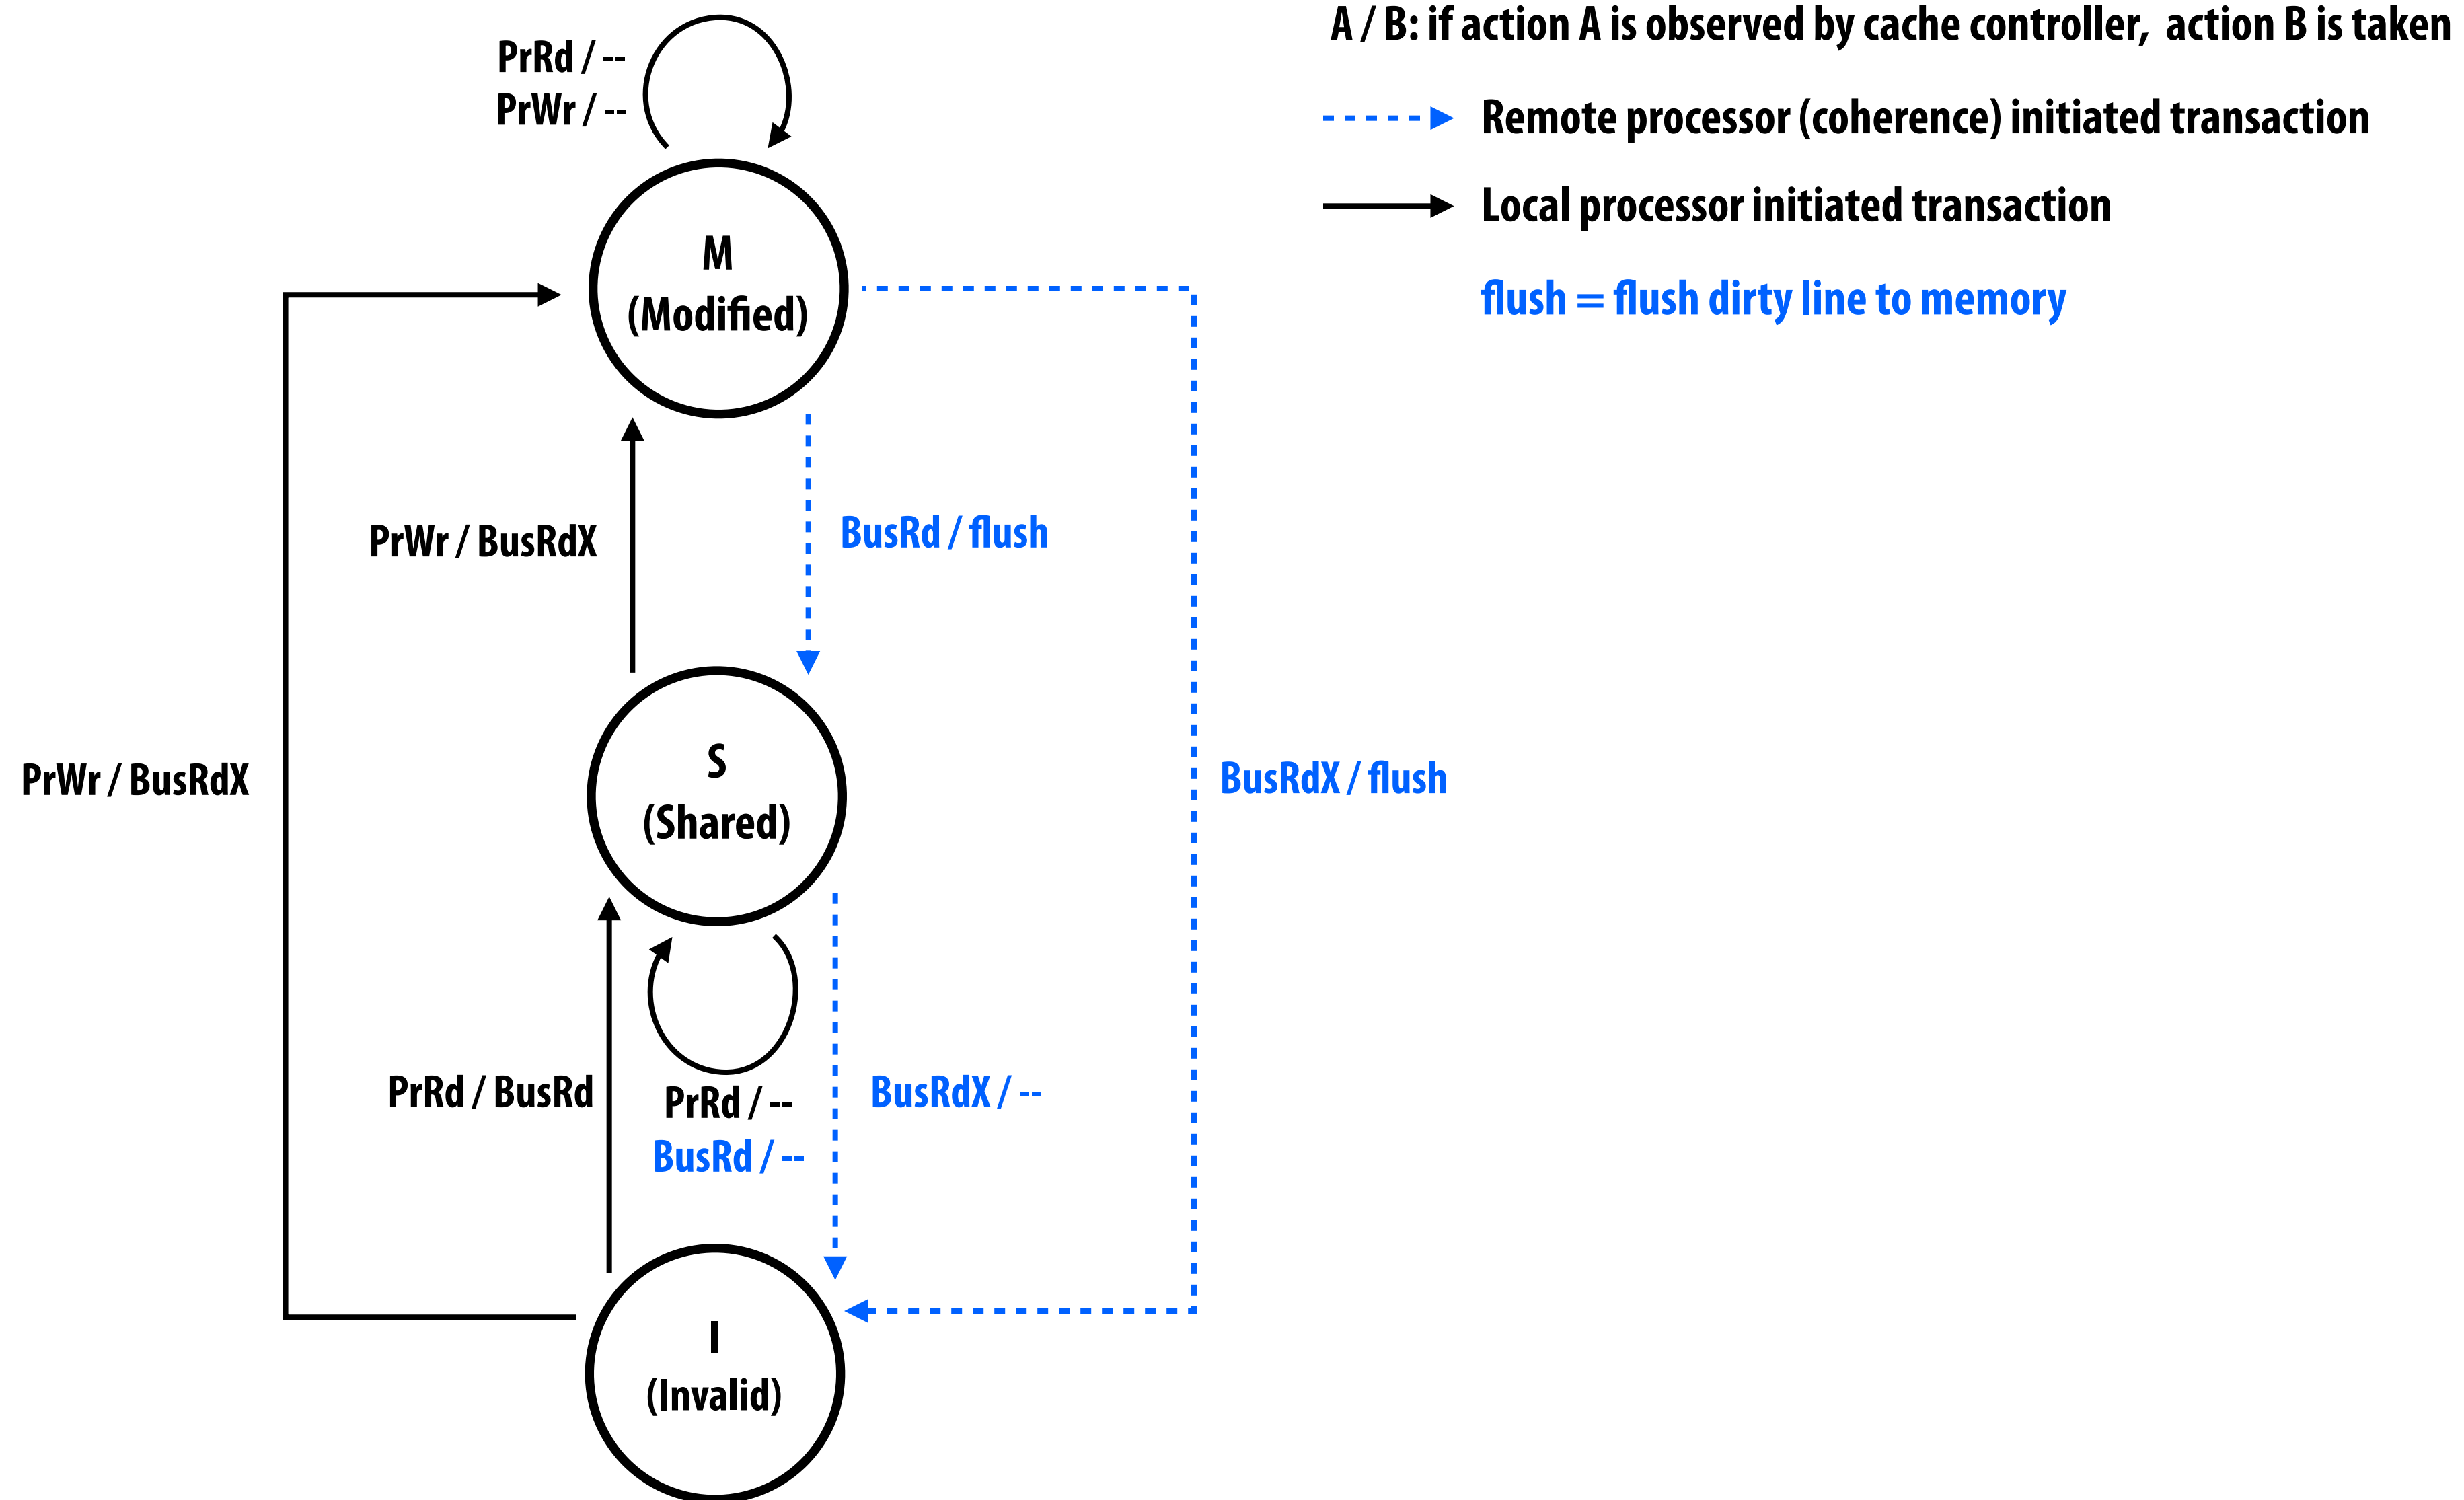 A / B: if action A is observed by cache controller, action B is taken
Remote processor (coherence) initiated transaction
Local processor initiated transaction
flush = flush dirty line to memory
PrRd / --
PrWr / --
M
(Modified)
PrWr / BusRdX
BusRd / flush
S
(Shared)
PrWr / BusRdX
BusRdX / flush
PrRd / BusRd
PrRd / --
BusRd / --
BusRdX / --
I
(Invalid)